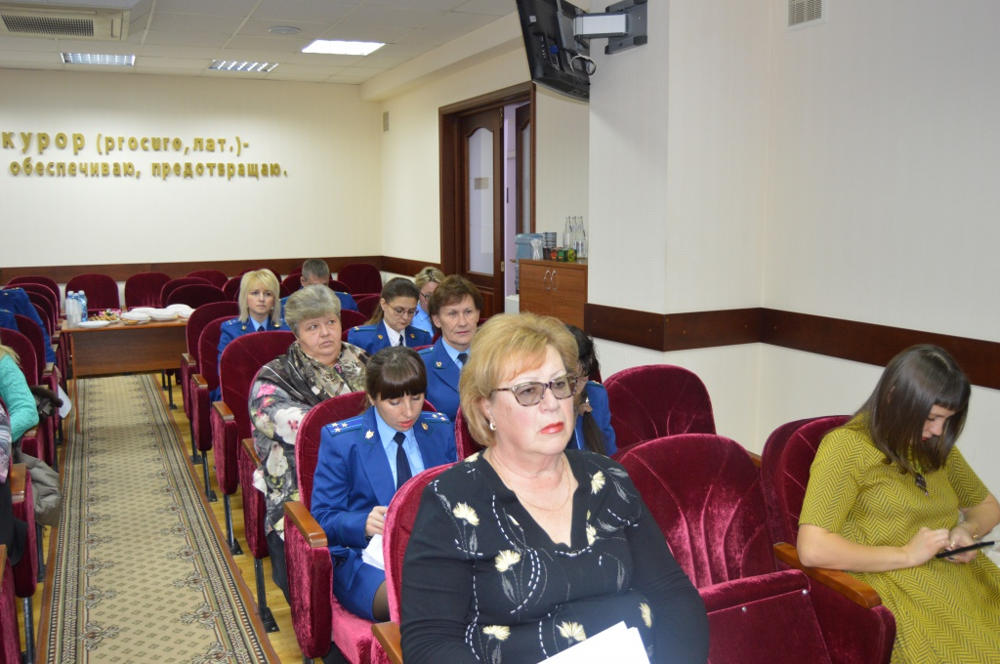 курор (procuro, лат.)-
обеспечиваю, предотвращаю.